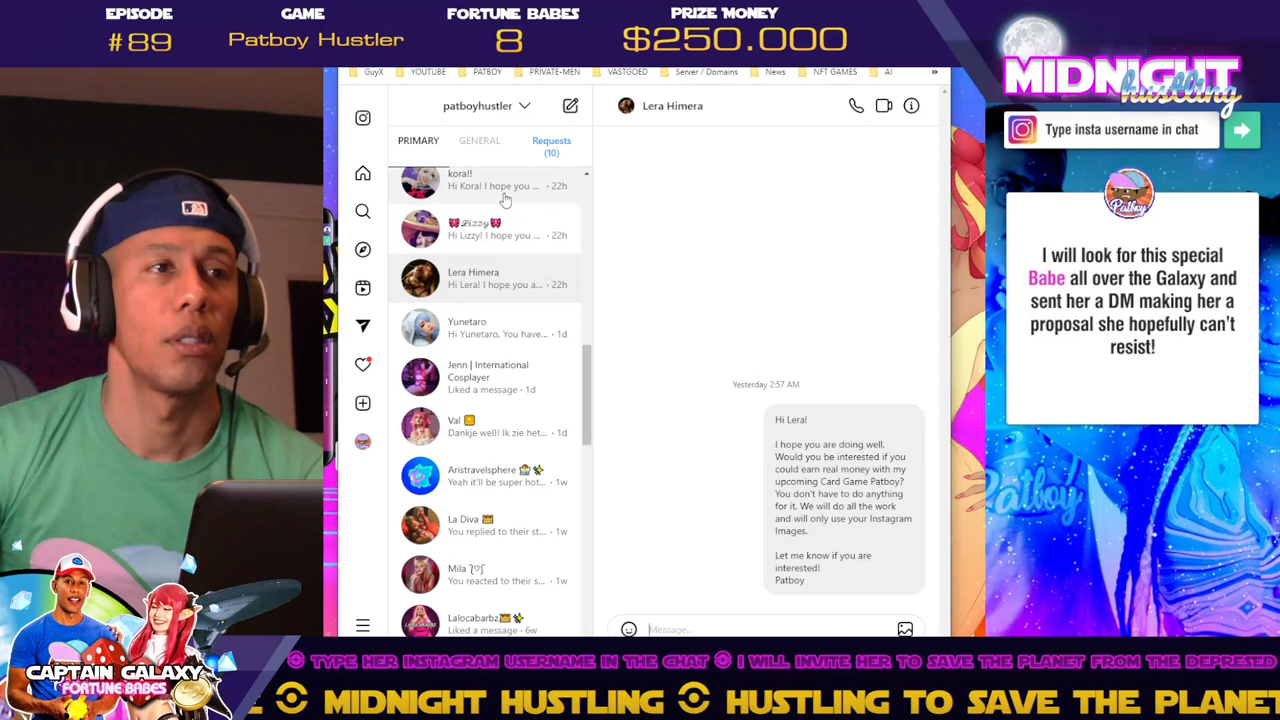 EPISODE
#89
GAME
Patboy Hustler
FORTUNE BABES
8
PRIZE MONEY
$250.000
MIDNIGHT
hustling
Type insta username in chat
Patboy
I will look for this special
Babe all over the Galaxy and
sent her a DM making her a
proposal she hopefully can't
resist!
GuyX
YOUTUBE
PATBOY
PRIVATE-MEN
VASTGOED
Server / Domains
News
NFT GAMES
AI
»
patboyhustler
PRIMARY
GENERAL
Requests
(10)
kora!!
Hi Kora! I hope you ... · 22h
🎀 𝓛𝓲𝔃𝔃𝔂 🎀
Hi Lizzy! I hope you ... · 22h
Lera Himera
Hi Lera! I hope you a... · 22h
Yunetaro
Hi Yunetaro, You have... · 1d
Jenn | International
Cosplayer
Liked a message · 1d
Val
Dankje wel!! Ik zie het... · 1d
Aristravelsphere
Yeah it'll be super hot... · 1w
La Diva
You replied to their st... · 1w
Mila
You reacted to their s... · 1w
Lalocabarbz
Liked a message · 6w
Lera Himera
Yesterday 2:57 AM
Hi Lera!
I hope you are doing well.
Would you be interested if you
could earn real money with my
upcoming Card Game Patboy?
You don't have to do anything
for it. We will do all the work
and will only use your Instagram
Images.
Let me know if you are
interested!
Patboy
Message...
CAPTAIN GALAXY
FORTUNE BABES
TYPE HER INSTAGRAM USERNAME IN THE CHAT I WILL INVITE HER TO SAVE THE PLANET FROM THE DEPRESED
MIDNIGHT HUSTLING HUSTLING TO SAVE THE PLANET